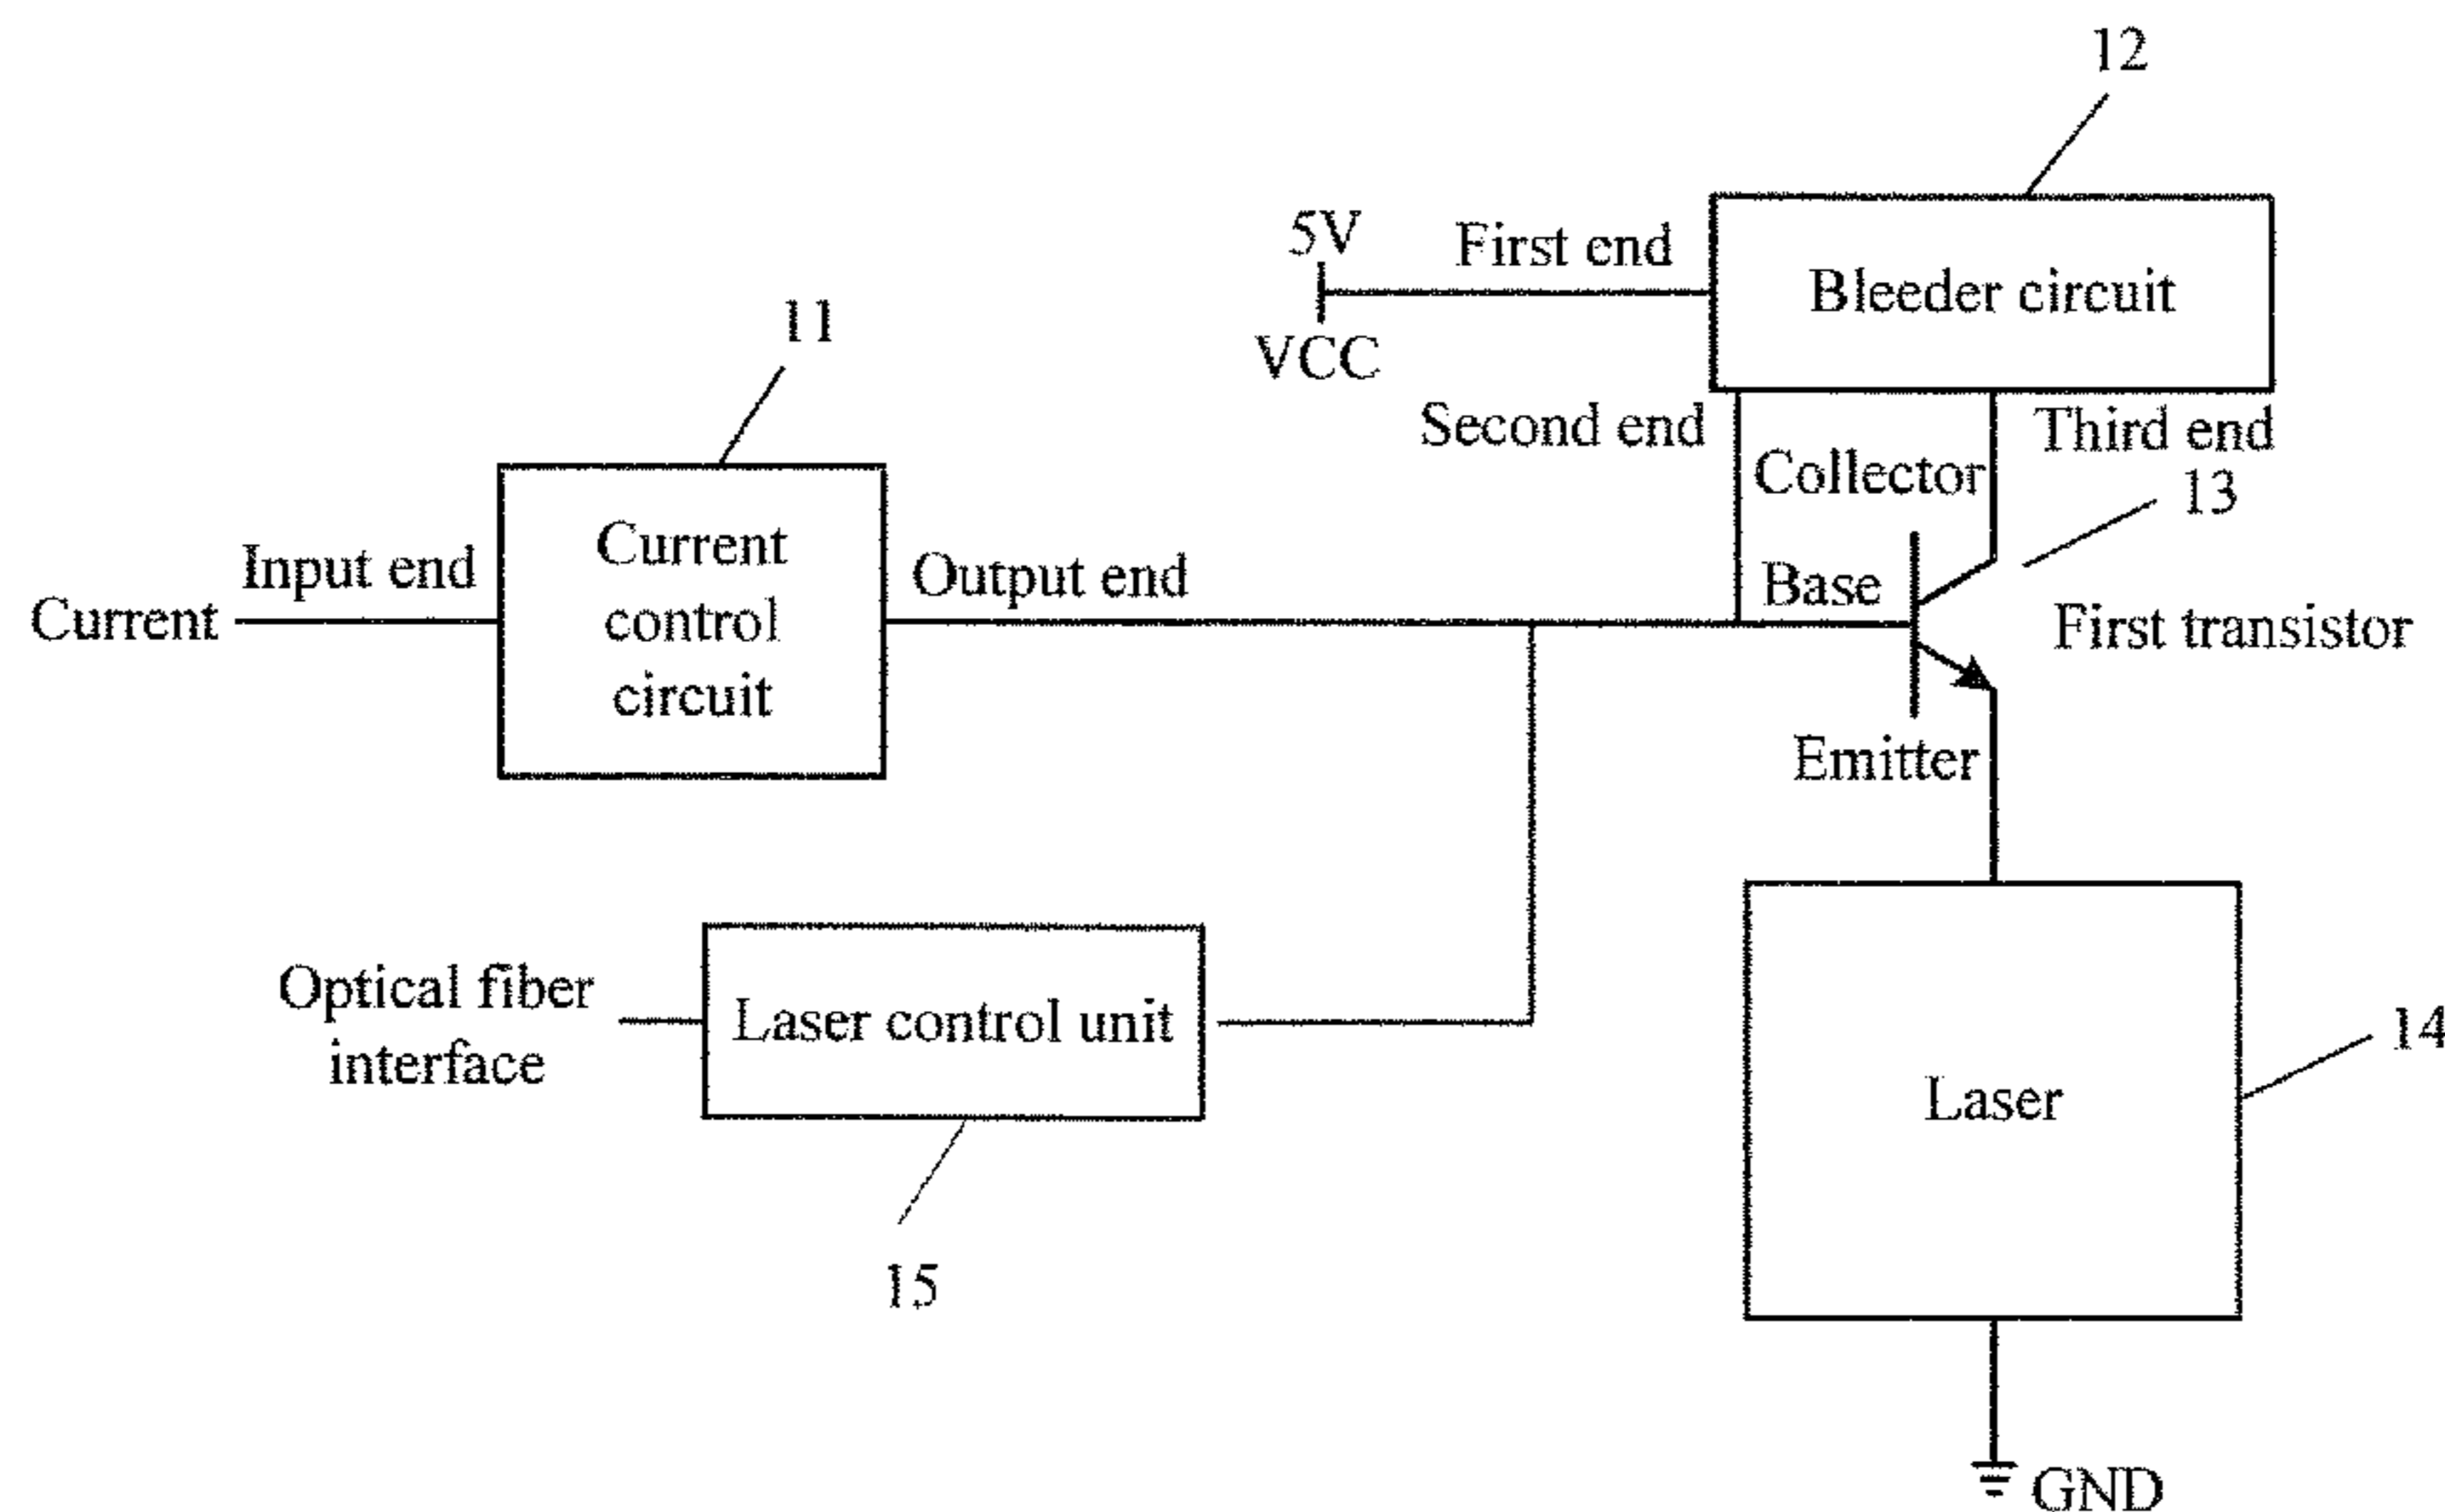 12
5V
First end
Bleeder circuit
VCC
11
Second end
Third end
Collector
13
Input end
Current
control
circuit
Output end
Base
Current
First transistor
Emitter
Optical fiber
interface
Laser control unit
14
Laser
15
GND